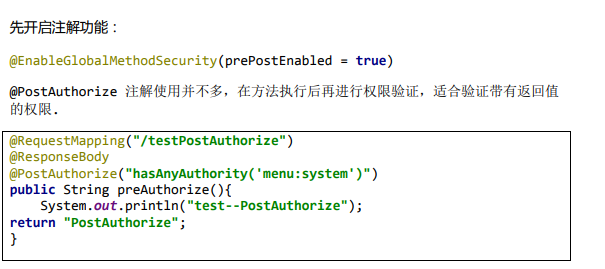 先开启注解功能：
@EnableGlobalMethodSecurity(prePostEnabled = true)
@PostAuthorize 注解使用并不多，在方法执行后再进行权限验证，适合验证带有返回值
的权限.
@RequestMapping("/testPostAuthorize")
@ResponseBody
@PostAuthorize("hasAnyAuthority('menu:system')")
public String preAuthorize(){
    System.out.println("test--PostAuthorize");
return "PostAuthorize";
}